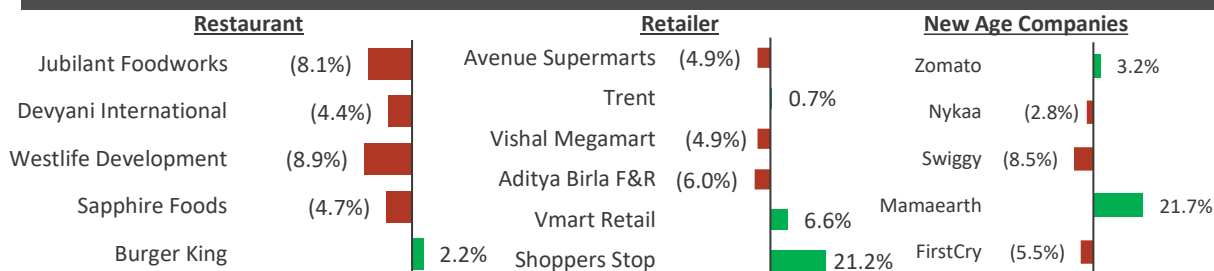 Restaurant
Jubilant Foodworks (8.1%)
Devyani International (4.4%)
Westlife Development (8.9%)
Sapphire Foods (4.7%)
Burger King 2.2%
Retailer
Avenue Supermarts (4.9%)
Trent 0.7%
Vishal Megamart (4.9%)
Aditya Birla F&R (6.0%)
Vmart Retail 6.6%
Shoppers Stop 21.2%
New Age Companies
Zomato 3.2%
Nykaa (2.8%)
Swiggy (8.5%)
Mamaearth 21.7%
FirstCry (5.5%)